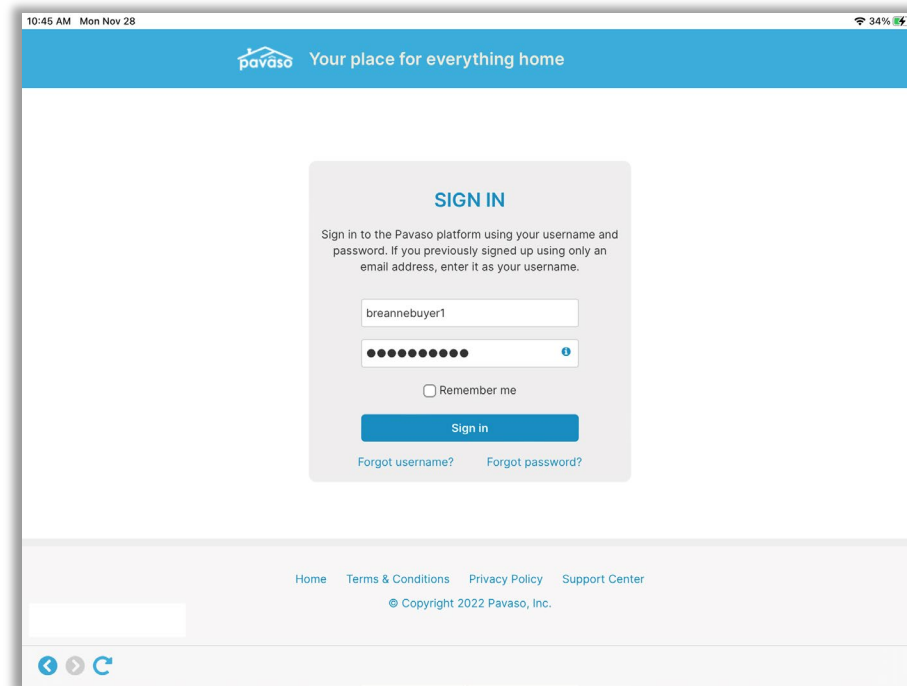 10:45 AM Mon Nov 28
34%
pavaso Your place for everything home
SIGN IN
Sign in to the Pavaso platform using your username and
password. If you previously signed up using only an
email address, enter it as your username.
breannebuyer1
●●●●●●●●●●
Remember me
Sign in
Forgot username? Forgot password?
Home Terms & Conditions Privacy Policy Support Center
© Copyright 2022 Pavaso, Inc.